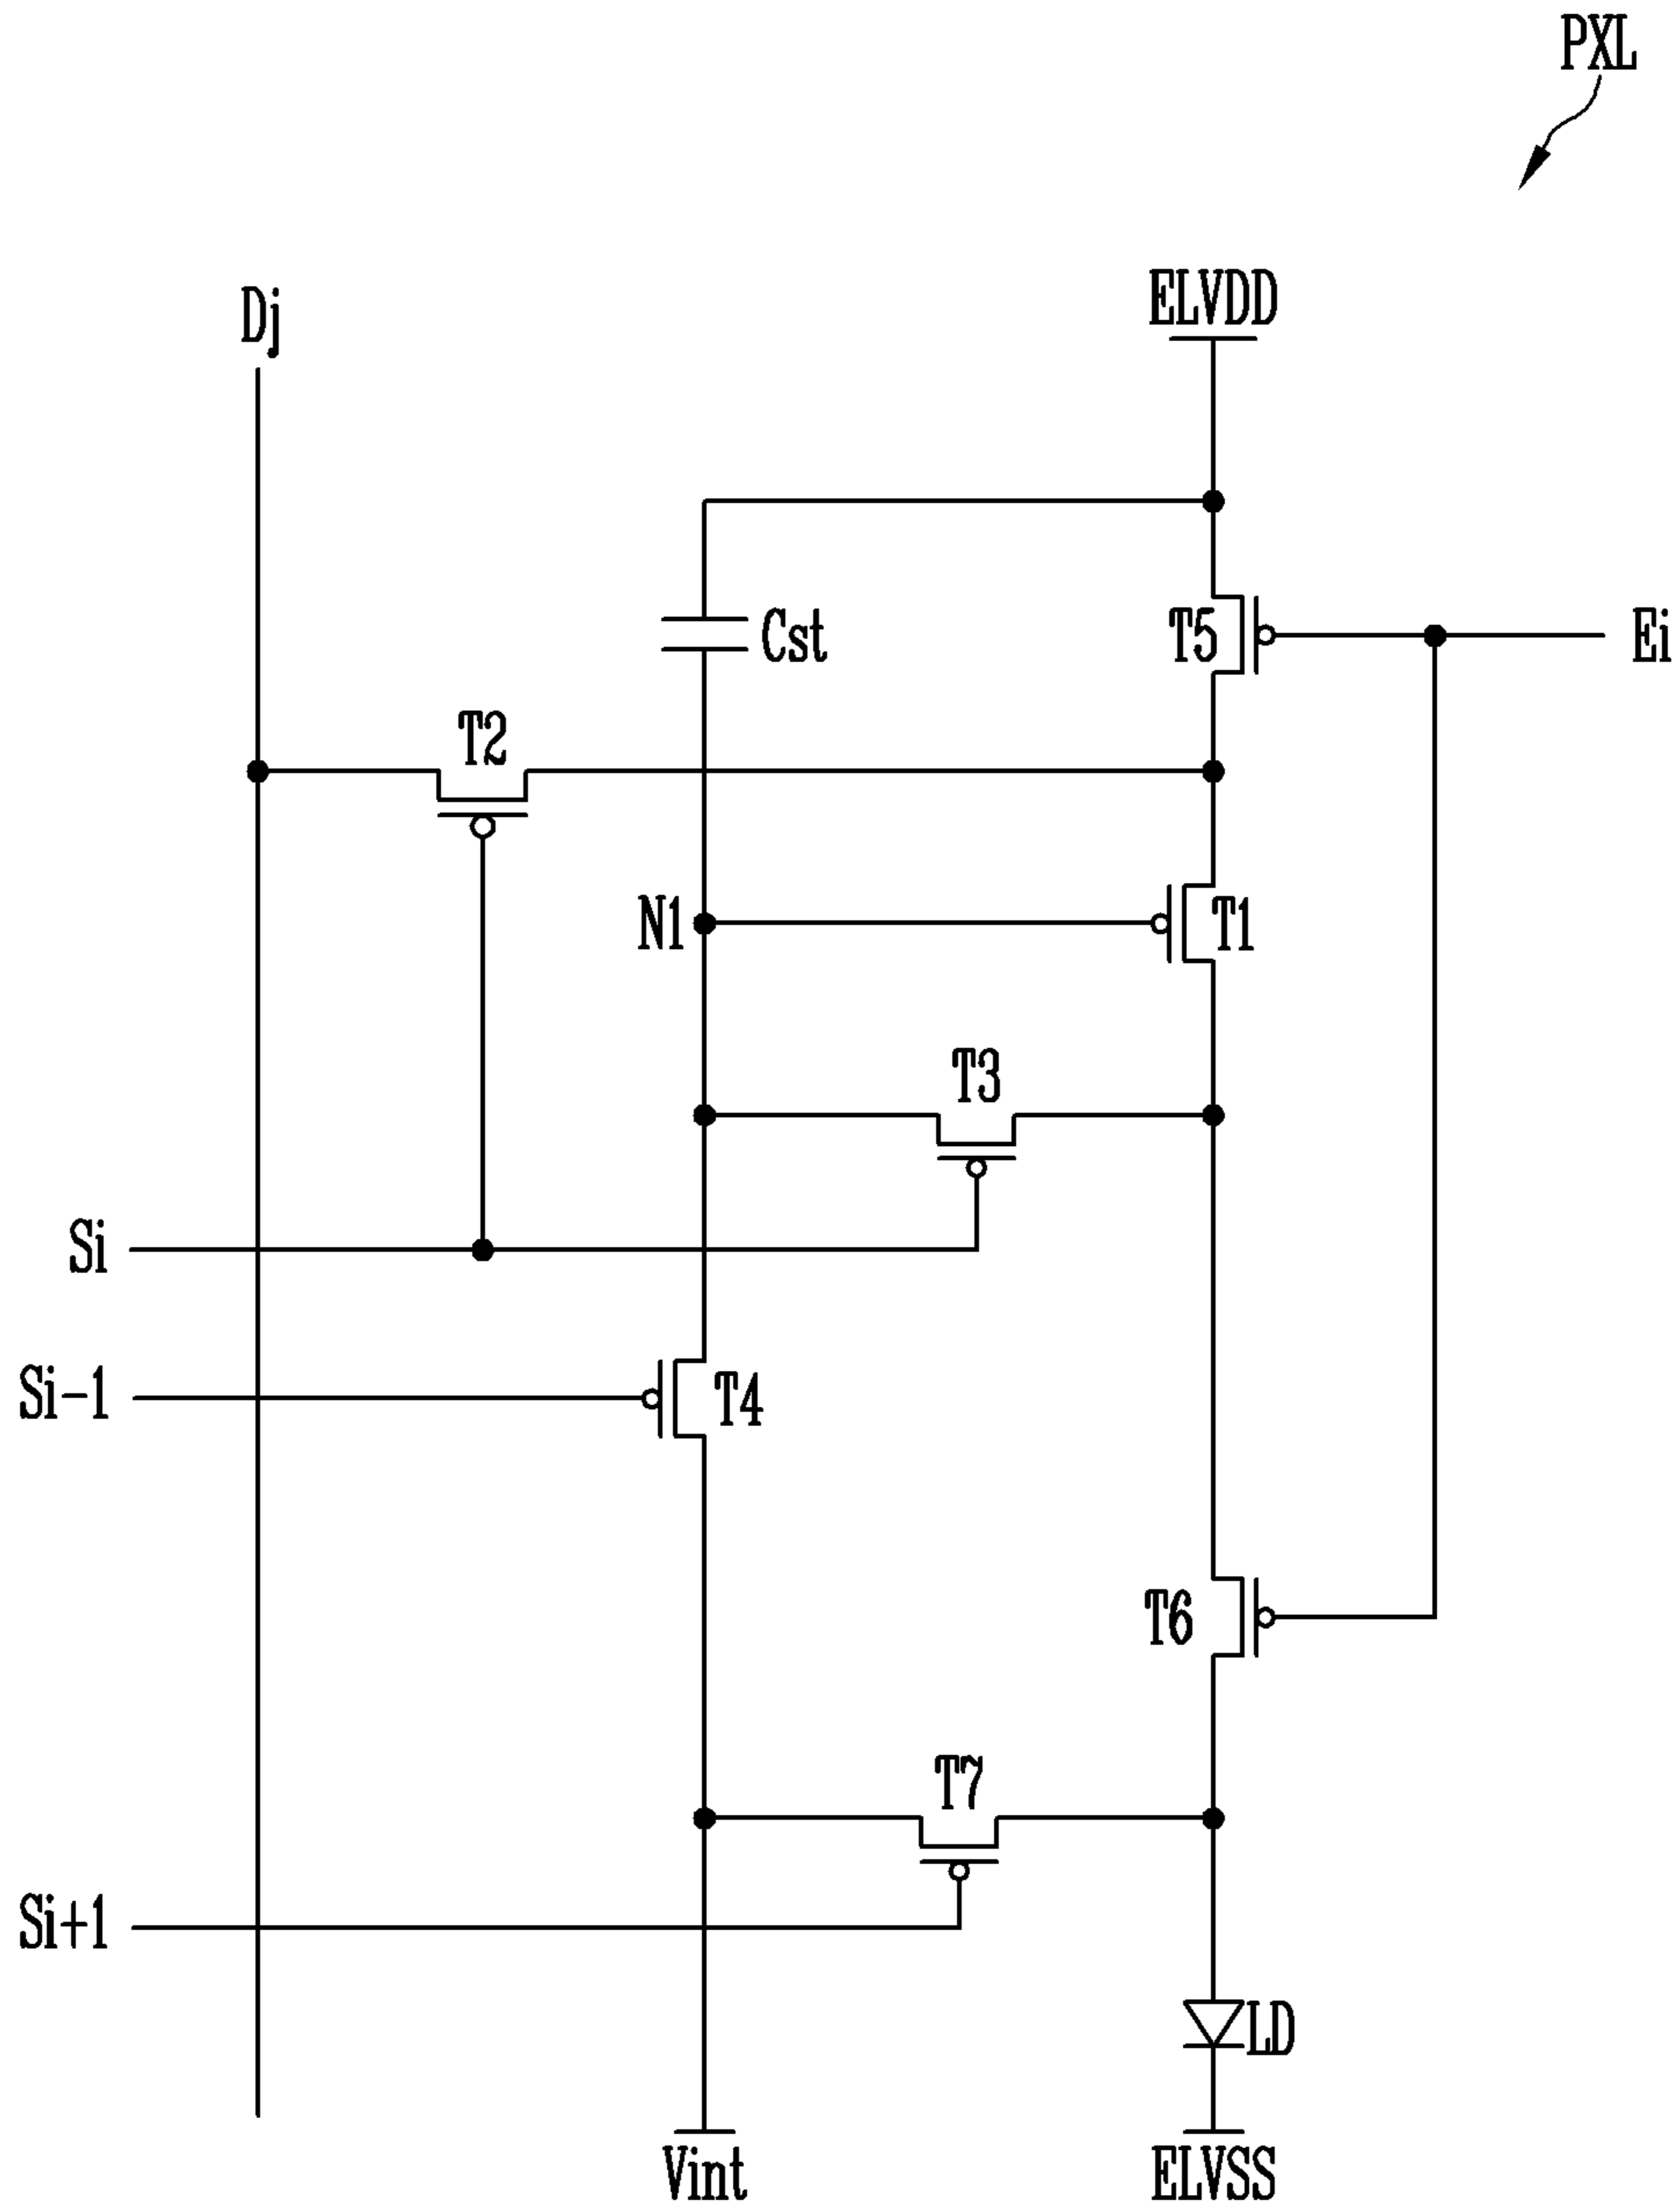 PXL
ELVDD
Dj
T5
Cst
Ei
T2
N1
T1
T3
Si
Si-1
T4
T6
T7
Si+1
LD
Vint
ELVSS